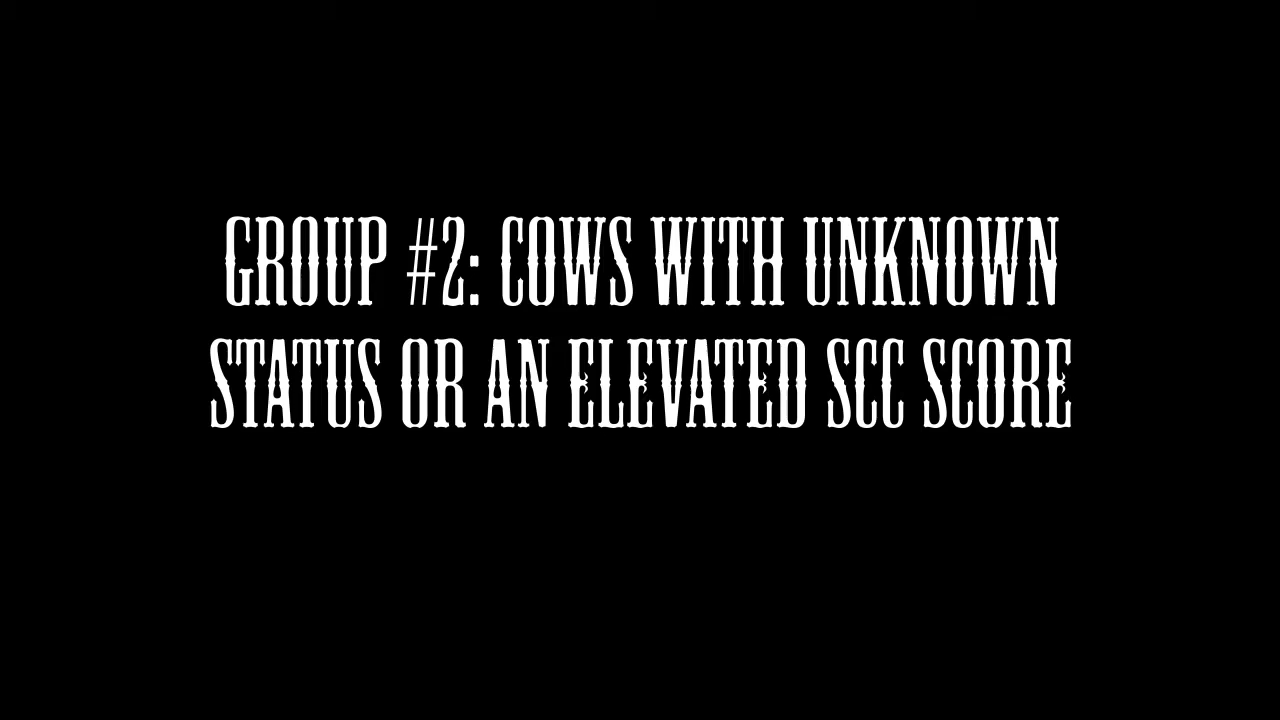 GROUP #2: COWS WITH UNKNOWN
STATUS OR AN ELEVATED SCC SCORE